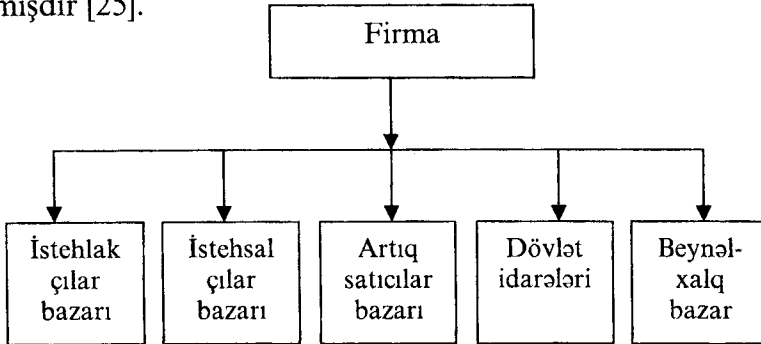 mişdir [25].
Firma
İstehlak
çılar
bazarı
İstehsal
çılar
bazarı
Artıq
satıcılar
bazarı
Dövlət
idarələri
Beynəl-
xalq
bazar